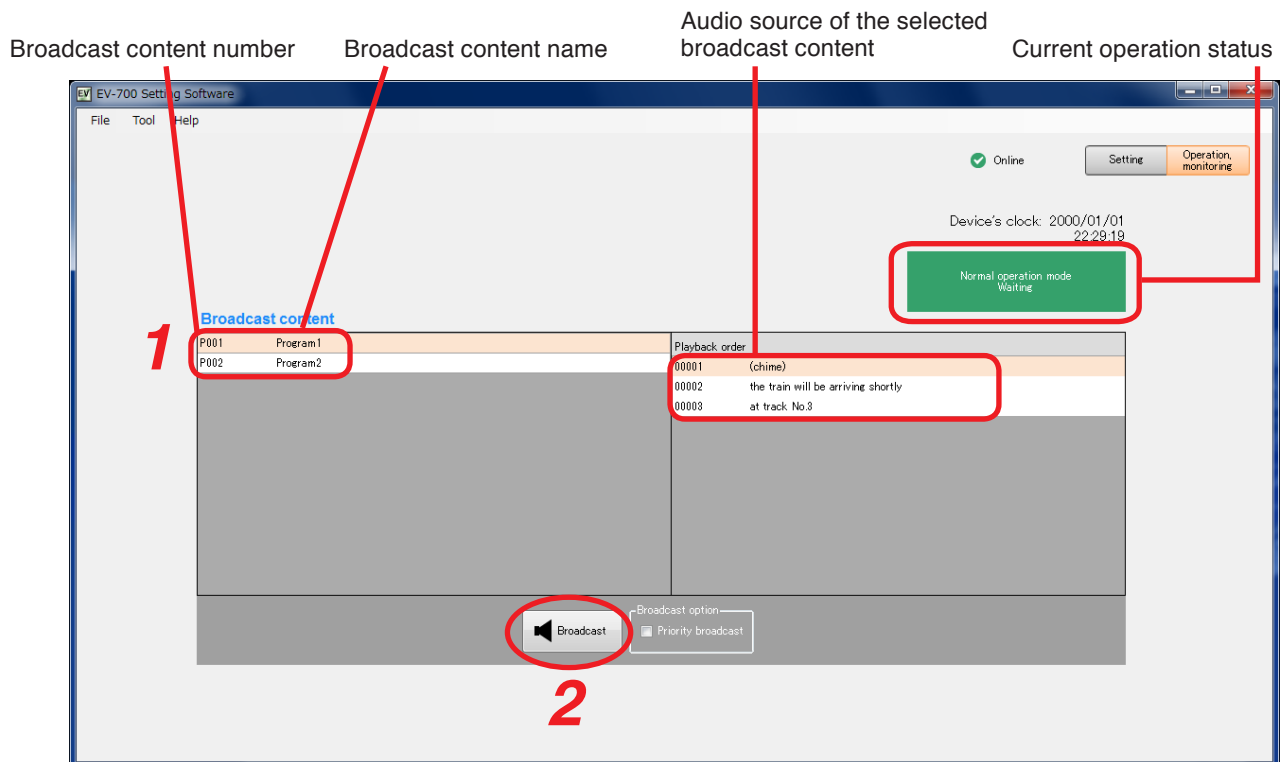 Audio source of the selected
broadcast content
Broadcast content number
Broadcast content name
Current operation status
EV EV-700 Setting Software
File Tool Help
Online
Setting
Operation,
monitoring
Device's clock: 2000/01/01
22:29:19
Normal operation mode
Waiting
Broadcast content
1
P001 Program1
P002 Program2
Playback order
00001 (chime)
00002 the train will be arriving shortly
00003 at track No.3
Broadcast
Broadcast option
Priority broadcast
2